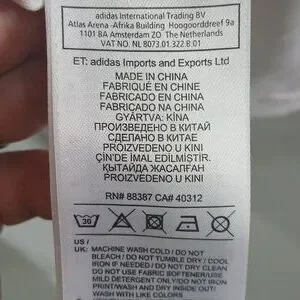 adidas International Trading BV
Atlas Arena -Afrika Building Hoogoorddreef 9a
1101 BA Amsterdam Zo The Netherlands
VAT NO. NL 8073.01.322.B.01
ET: adidas Imports and Exports Ltd
MADE IN CHINA
FABRIQUÉ EN CHINE
FABRICADO EN CHINA
FABRICADO NA CHINA
GYÁRTVA: KÍNA
ПРОИЗВЕДЕНО В КИТАЙ
СДЕЛАНО В КИТАЕ
PROIZVEDENO U KINI
ÇİN'DE İMAL EDİLMİŞTİR.
ҚЫТАЙДА ЖАСАЛҒАН
PROIZVEDENO U KINI
RN# 88387 CA# 40312
30
US /
UK: MACHINE WASH COLD / DO NOT
BLEACH / DO NOT TUMBLE DRY / COOL
IRON IF NEEDED / DO NOT DRY CLEAN
DO NOT USE FABRIC SOFTENER/USE
MILD DETERGENT ONLY/DO NOT IRON
PRINT/WASH AND DRY INSIDE OUT/
WASH WITH LIKE COLORS